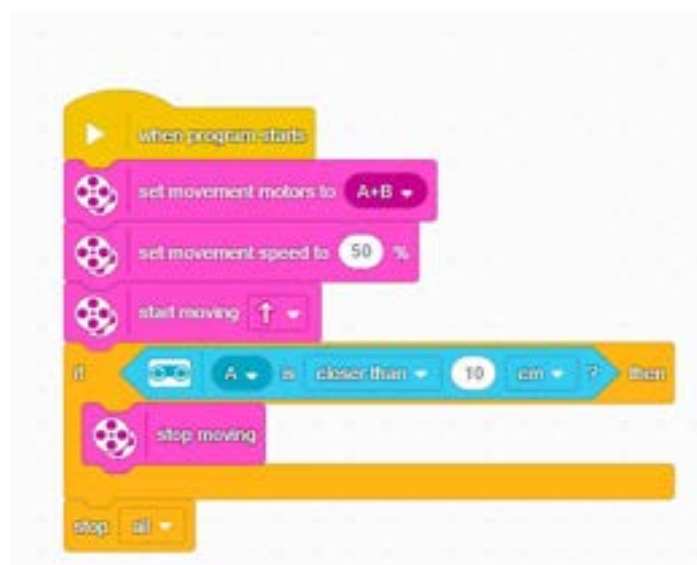 when program starts
set movement motors to A+B
set movement speed to 50 %
start moving
if A is closer than 10 cm ? then
stop moving
stop all